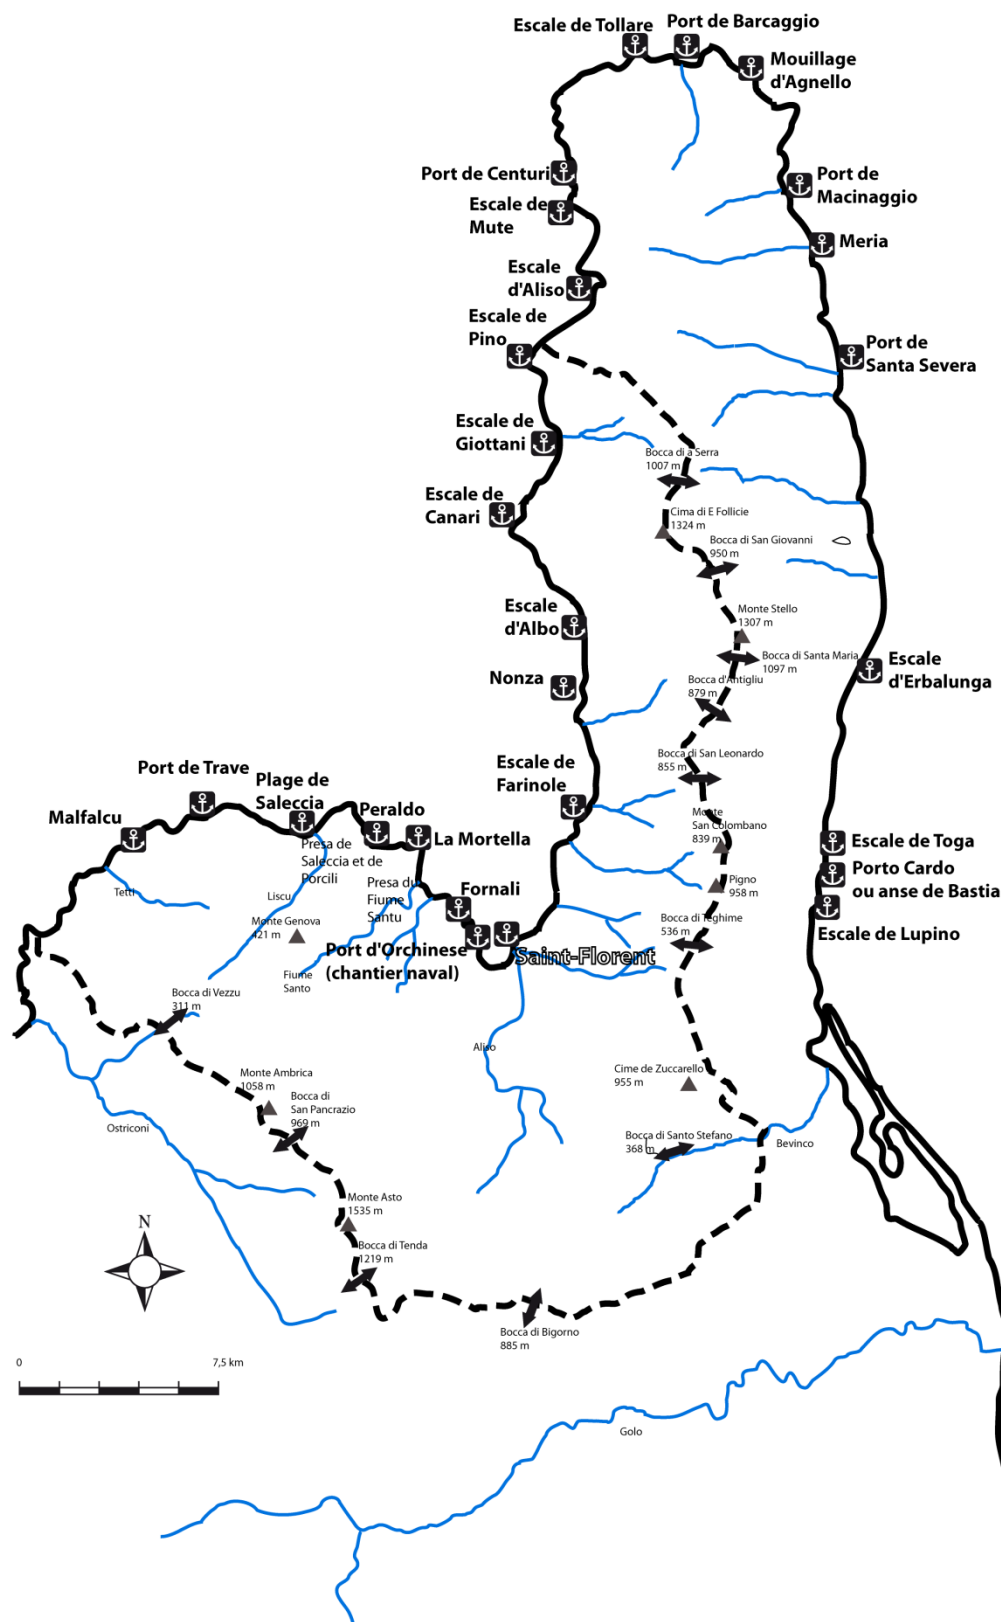 Escale de Tollare
Port de Barcaggio
Mouillage
d'Agnello
Port de Centuri
Port de
Macinaggio
Escale de
Mute
Meria
Escale
d'Aliso
Escale de
Pino
Port de
Santa Severa
Escale de
Giottani
Bocca di a Serra
1007 m
Escale de
Canari
Cima di E Follicie
1324 m
Bocca di San Giovanni
950 m
Escale
d'Albo
Monte Stello
1307 m
Bocca di Santa Maria
1097 m
Escale
d'Erbalunga
Nonza
Bocca d'Antigliu
879 m
Bocca di San Leonardo
855 m
Escale de
Farinole
Port de Trave
Plage de
Saleccia
Peraldo
Malfalcu
La Mortella
Monte
San Colombano
839 m
Escale de Toga
Presa de
Saleccia et de
Porcili
Porto Cardo
ou anse de Bastia
Tetti
Liscu
Presa du
Fiume
Santu
Fornali
Pigno
958 m
Monte Genova
421 m
Bocca di Teghime
536 m
Escale de Lupino
Port d'Orchinese
(chantier naval)
Saint-Florent
Fiume
Santo
Bocca di Vezzu
311 m
Aliso
Monte Ambrica
1058 m
Cime de Zuccarello
955 m
Bocca di
San Pancrazio
969 m
Ostriconi
Bocca di Santo Stefano
368 m
Bevinco
Monte Asto
1535 m
N
Bocca di Tenda
1219 m
Bocca di Bigorno
885 m
0
7,5 km
Golo